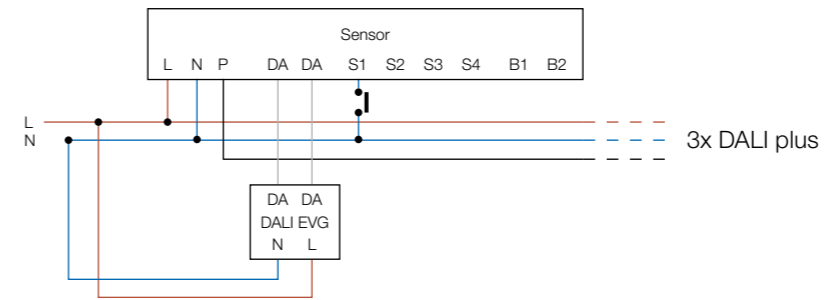 Sensor
L N P DA DA S1 S2 S3 S4 B1 B2
L
N
3x DALI plus
DA DA
DALI EVG
N L